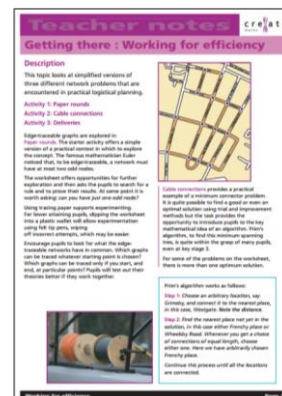 Teacher notes
Getting there : Working for efficiency
Description
This topic looks at simplified versions of
three different network problems that are
encountered in practical logistical planning.
Activity 1: Paper rounds
Activity 2: Cable connections
Activity 3: Deliveries
Edge-traceable graphs are explored in
Paper rounds. The starter activity offers a simple
version of a practical context in which to explore
the concept. The famous mathematician Euler
noticed that, to be edge-traceable, a network must
have at most two odd nodes.
The worksheet offers opportunities for further
exploration and then asks the pupils to search for a
rule and to prove their results. At some point it is
worth asking: can you have just one odd node?
Using tracing paper supports experimenting.
For lower attaining pupils, slipping the worksheet
into a plastic wallet will allow experimentation
using felt tip pens, wiping
off incorrect attempts, which may be easier.
Encourage pupils to look for what the edge-
traceable networks have in common. Which graphs
can be traced whatever starting point is chosen?
Which graphs can be traced only if you start, and
end, at particular points? Pupils will test out their
theories better if they work together.
Cable connections provides a practical
example of a minimum connector problem.
It is quite possible to find a good or even an
optimal solution using trial and improvement
methods but the task provides the
opportunity to introduce pupils to the key
mathematical idea of an algorithm. Prim's
algorithm, to find this minimum spanning
tree, is quite within the grasp of many pupils,
even at key stage 3.
For some of the problems on the worksheet,
there is more than one optimum solution.
Prim's algorithm works as follows:
Step 1: Choose an arbitrary location, say
Grimsby, and connect it to the nearest place,
in this case, Westgate. Note the distance.
Step 2: Find the nearest place not yet in the
solution, in this case either Frenchy place or
Wheatsby Road. Whenever you get a choice
of connections of equal length, choose
either one. Here we have arbitrarily chosen
Frenchy place.
Continue this process until all the locations
are connected.